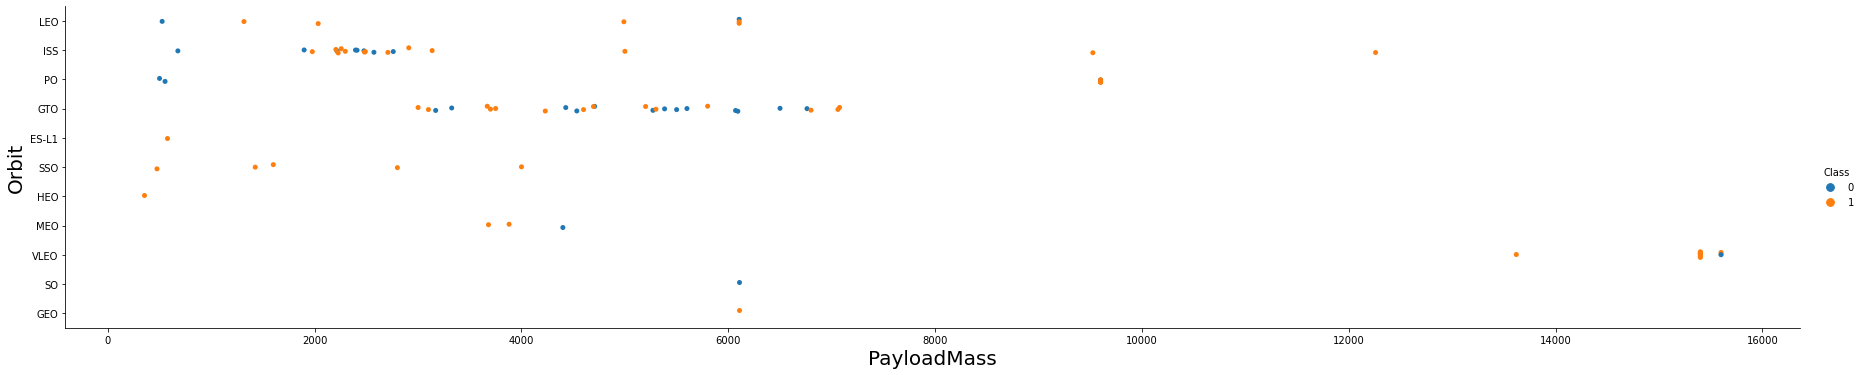 Orbit
LEO
ISS
PO
GTO
ES-L1
SSO
HEO
MEO
VLEO
SO
GEO
0 2000 4000 6000 8000 10000 12000 14000 16000
PayloadMass
Class
0
1